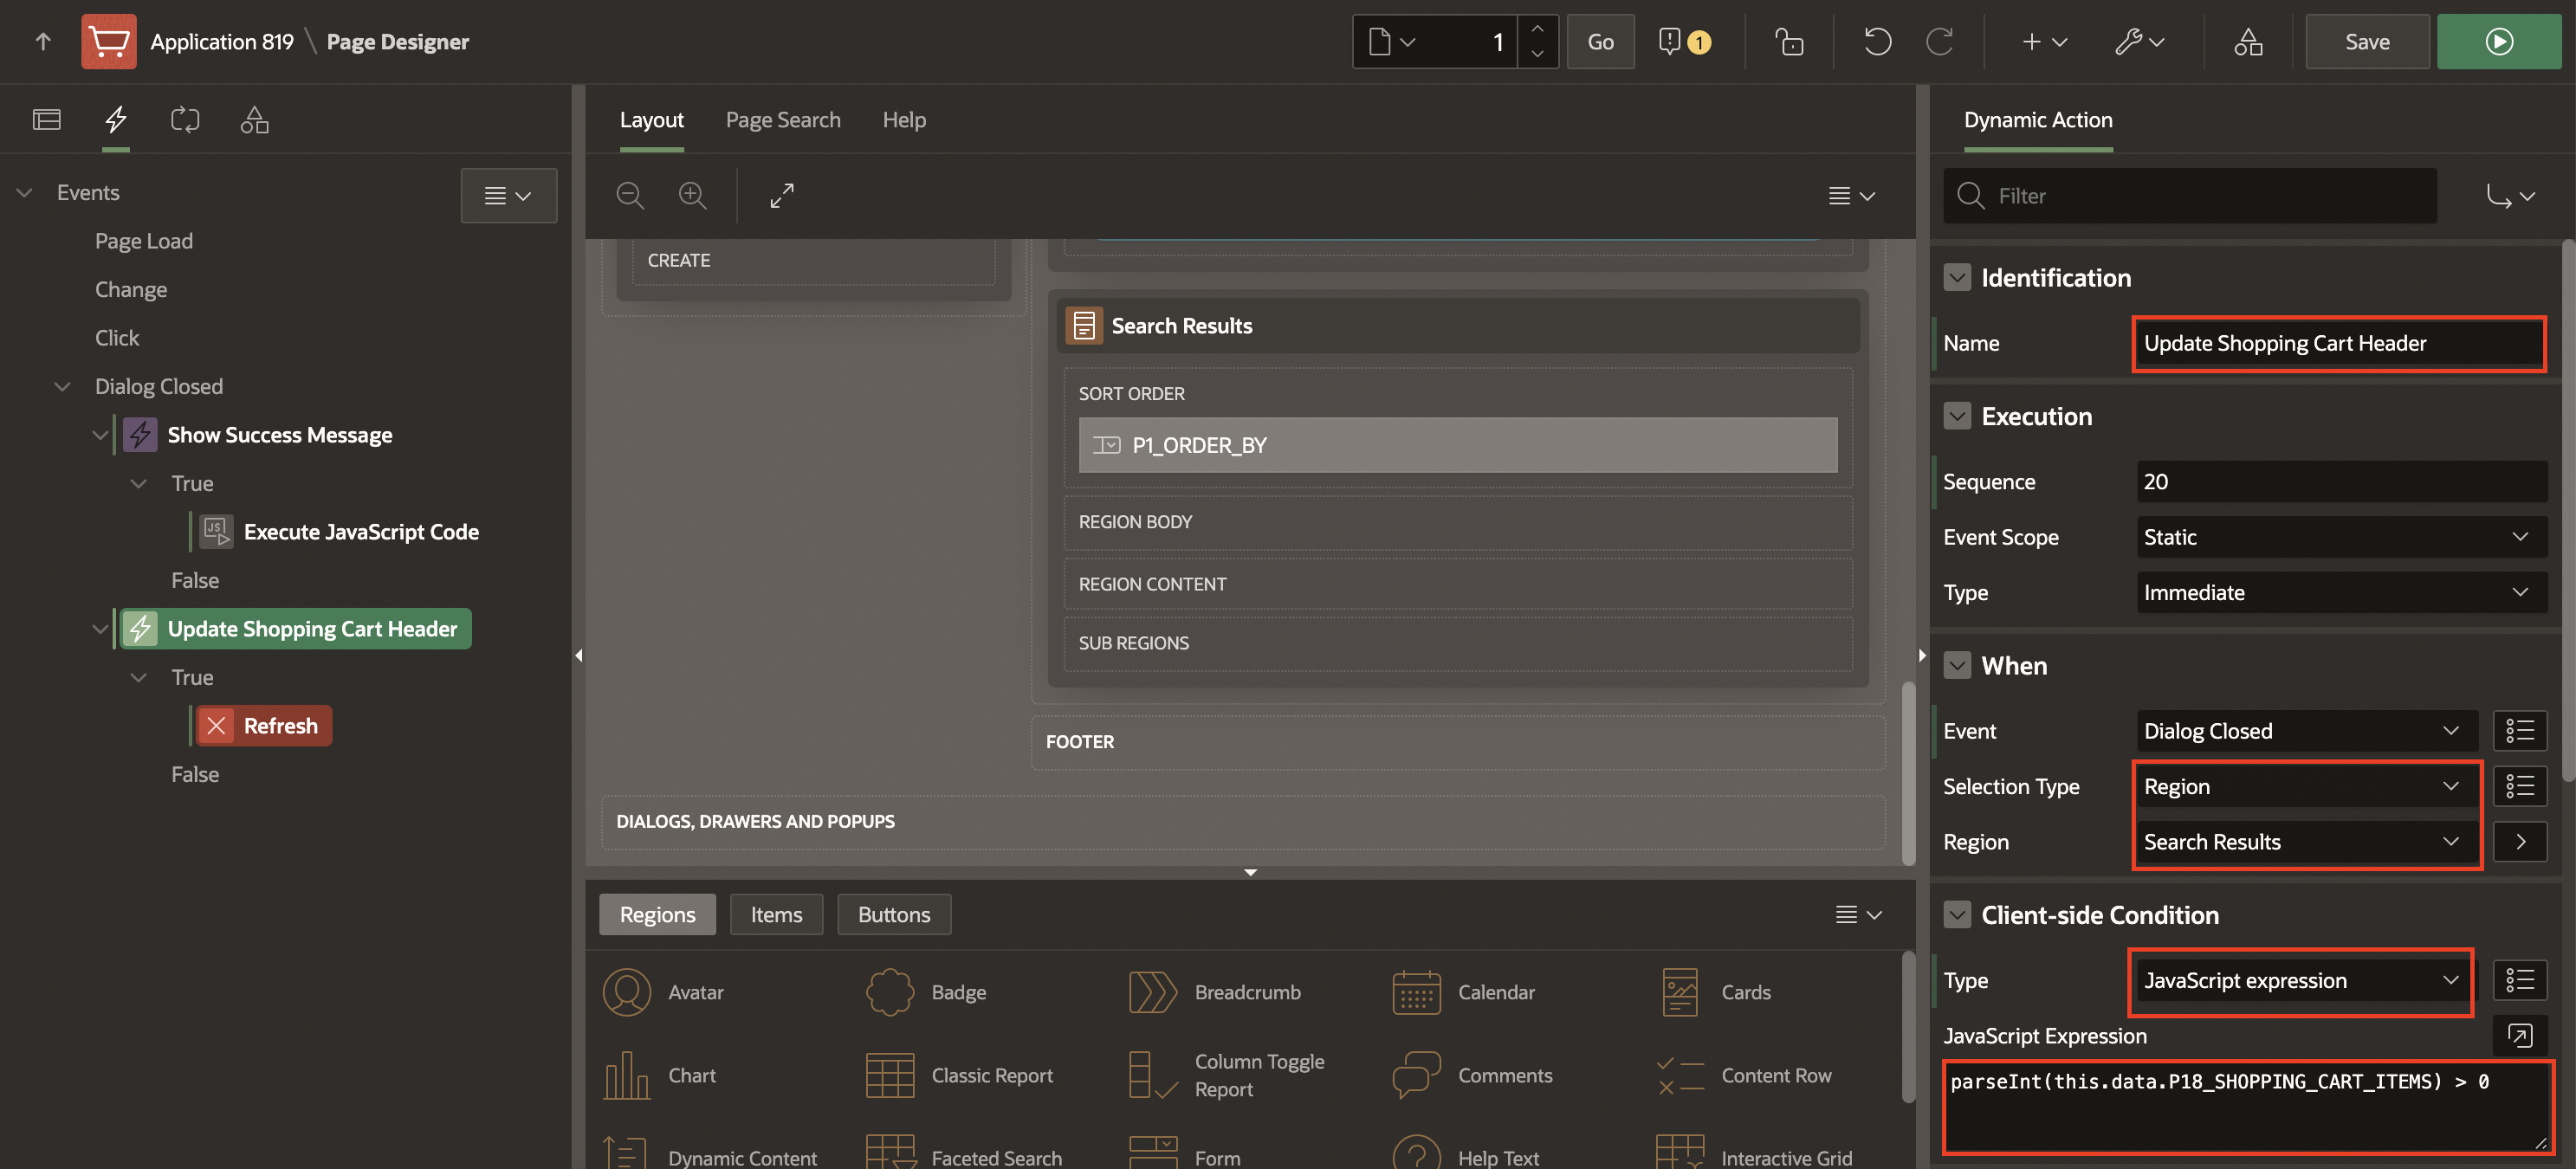 Application 819 \ Page Designer
1
Go
1
Save
Events
Page Load
Change
Click
Dialog Closed
Show Success Message
True
JS
Execute JavaScript Code
False
Update Shopping Cart Header
True
Refresh
False
Layout
Page Search
Help
CREATE
Search Results
SORT ORDER
P1_ORDER_BY
REGION BODY
REGION CONTENT
SUB REGIONS
FOOTER
DIALOGS, DRAWERS AND POPUPS
Regions
Items
Buttons
Avatar
Badge
Breadcrumb
Calendar
Cards
Chart
Classic Report
Column Toggle
Report
Comments
Content Row
Dynamic Content
Faceted Search
Form
Help Text
Interactive Grid
Dynamic Action
Filter
Identification
Name
Update Shopping Cart Header
Execution
Sequence
20
Event Scope
Static
Type
Immediate
When
Event
Dialog Closed
Selection Type
Region
Region
Search Results
Client-side Condition
Type
JavaScript expression
JavaScript Expression
parseInt(this.data.P18_SHOPPING_CART_ITEMS) > 0